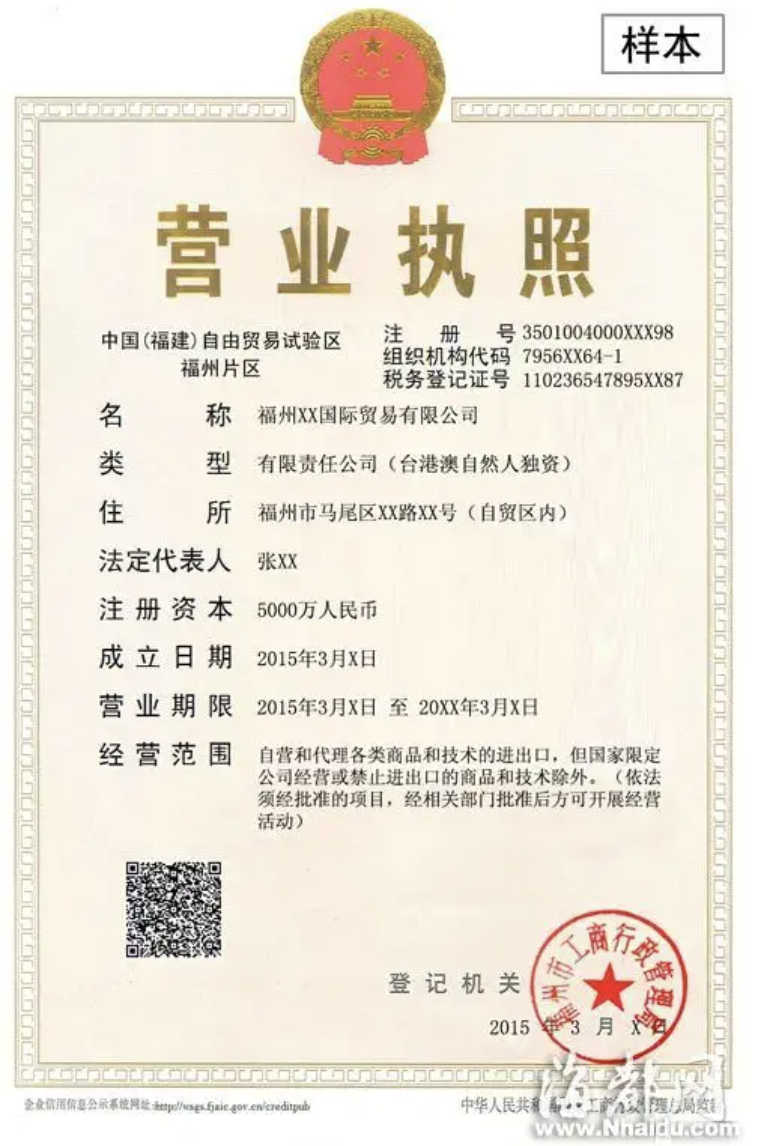 样本
营业执照
中国(福建)自由贸易试验区
福州片区
注册号 3501004000XXX98
组织机构代码 7956XX64-1
税务登记证号 110236547895XX87
名称 福州XX国际贸易有限公司
类型 有限责任公司（台港澳自然人独资）
住所 福州市马尾区XX路XX号（自贸区内）
法定代表人 张XX
注册资本 5000万人民币
成立日期 2015年3月X日
营业期限 2015年3月X日 至 20XX年3月X日
经营范围 自营和代理各类商品和技术的进出口，但国家限定
公司经营或禁止进出口的商品和技术除外。（依法
须经批准的项目，经相关部门批准后方可开展经营
活动）
登记机关
福州市工商行政管理局
2015 年 3 月 X 日
企业信用信息公示系统网址:http://wsgs.fjaic.gov.cn/creditpub
中华人民共和 工商行政管理总局监
海都网
www.Nhaidu.com